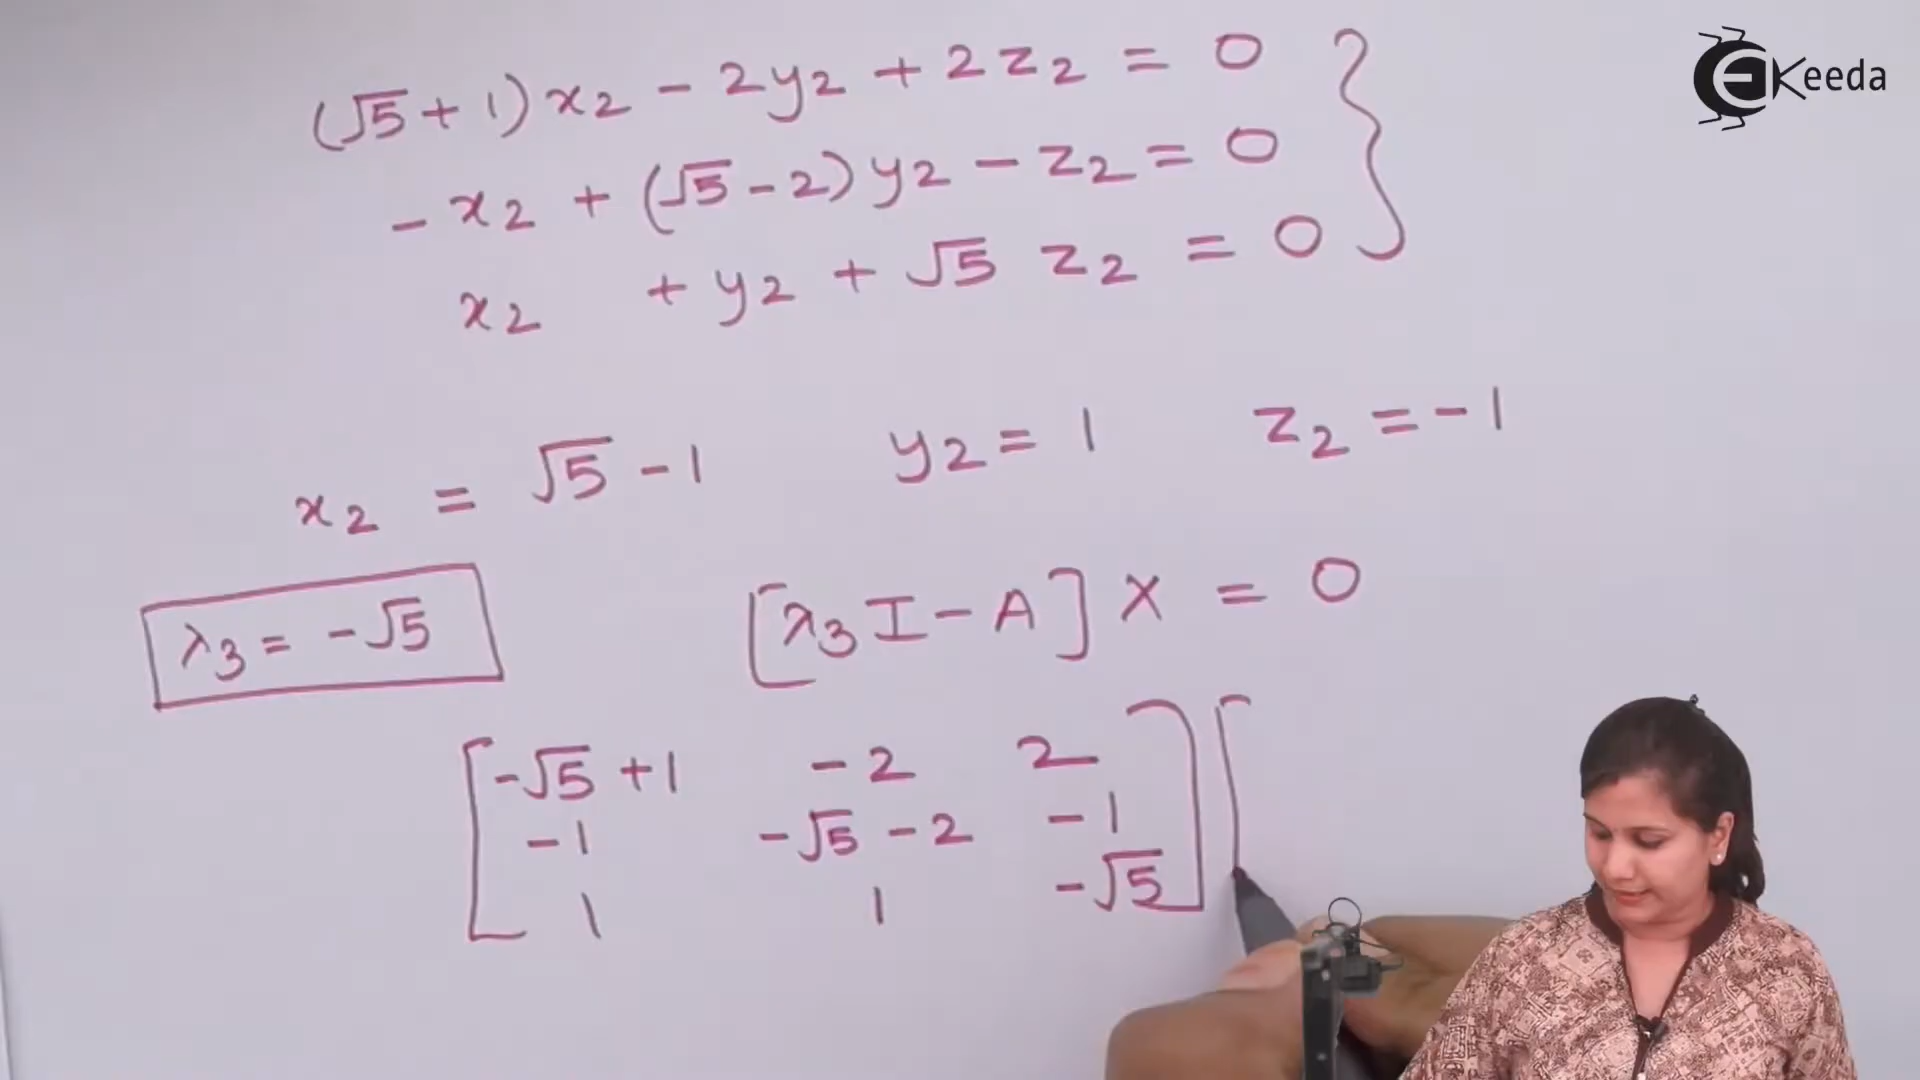 (√5+1)x₂ - 2y₂ + 2z₂ = 0
Keeda
-x₂ + (√5-2)y₂ - z₂ = 0
x₂ + y₂ + √5 z₂ = 0
x₂ = √5 - 1 y₂ = 1 z₂ = -1
λ₃ = -√5 [λ₃I - A] X = 0
-√5 +1 -2 2
-1 -√5 -2 -1
1 1 -√5